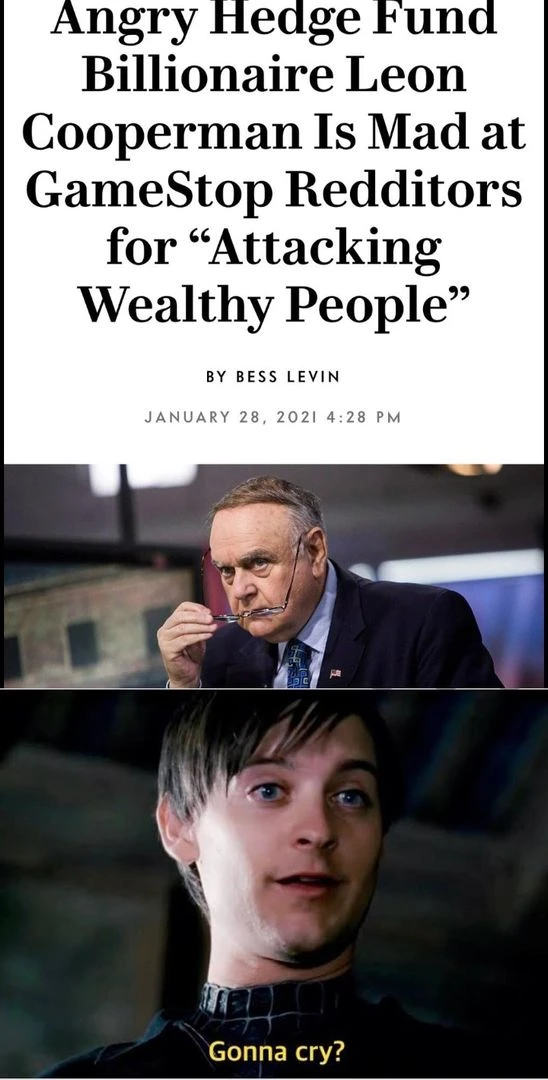 Angry Hedge Fund
Billionaire Leon
Cooperman Is Mad at
GameStop Redditors
for “Attacking
Wealthy People”
BY BESS LEVIN
JANUARY 28, 2021 4:28 PM
Gonna cry?